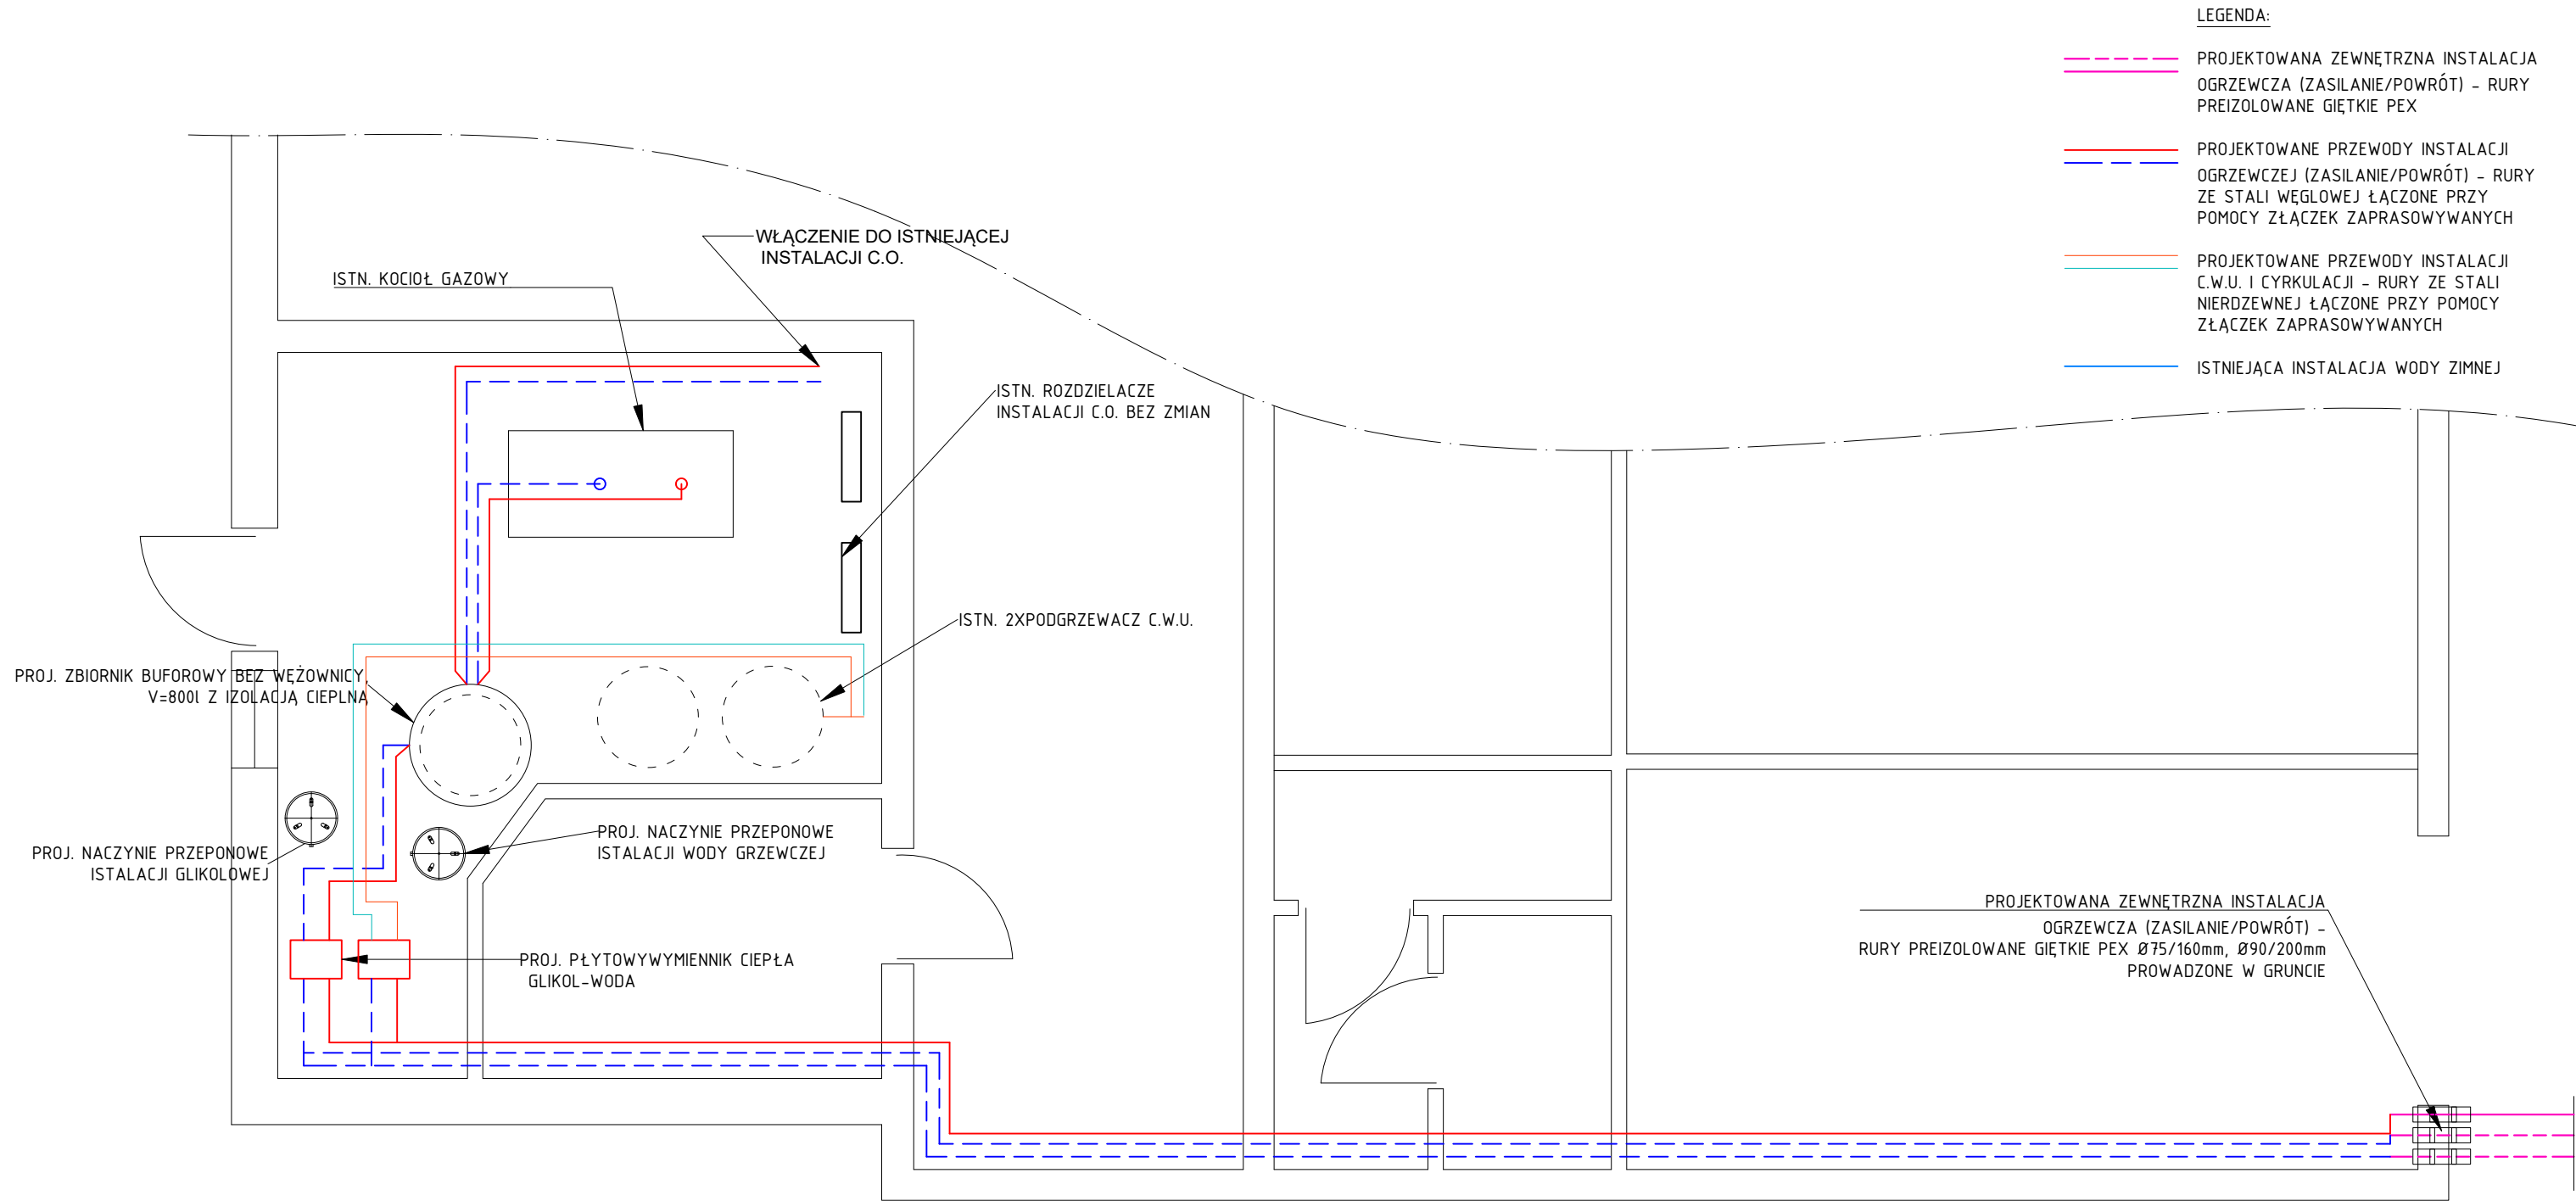 LEGENDA:
PROJEKTOWANA ZEWNĘTRZNA INSTALACJA
OGRZEWCZA (ZASILANIE/POWRÓT) - RURY
PREIZOLOWANE GIĘTKIE PEX
PROJEKTOWANE PRZEWODY INSTALACJI
OGRZEWCZEJ (ZASILANIE/POWRÓT) - RURY
ZE STALI WĘGLOWEJ ŁĄCZONE PRZY
POMOCY ZŁĄCZEK ZAPRASOWYWANYCH
PROJEKTOWANE PRZEWODY INSTALACJI
C.W.U. I CYRKULACJI - RURY ZE STALI
NIERDZEWNEJ ŁĄCZONE PRZY POMOCY
ZŁĄCZEK ZAPRASOWYWANYCH
ISTNIEJĄCA INSTALACJA WODY ZIMNEJ
WŁĄCZENIE DO ISTNIEJĄCEJ
INSTALACJI C.O.
ISTN. KOCIOŁ GAZOWY
ISTN. ROZDZIELACZE
INSTALACJI C.O. BEZ ZMIAN
ISTN. 2XPODGRZEWACZ C.W.U.
PROJ. ZBIORNIK BUFOROWY BEZ WĘŻOWNICY,
V=800l Z IZOLACJĄ CIEPLNĄ
PROJ. NACZYNIE PRZEPONOWE
ISTALACJI GLIKOLOWEJ
PROJ. NACZYNIE PRZEPONOWE
ISTALACJI WODY GRZEWCZEJ
PROJ. PŁYTOWYWYMIENNIK CIEPŁA
GLIKOL-WODA
PROJEKTOWANA ZEWNĘTRZNA INSTALACJA
OGRZEWCZA (ZASILANIE/POWRÓT) -
RURY PREIZOLOWANE GIĘTKIE PEX Ø75/160mm, Ø90/200mm
PROWADZONE W GRUNCIE